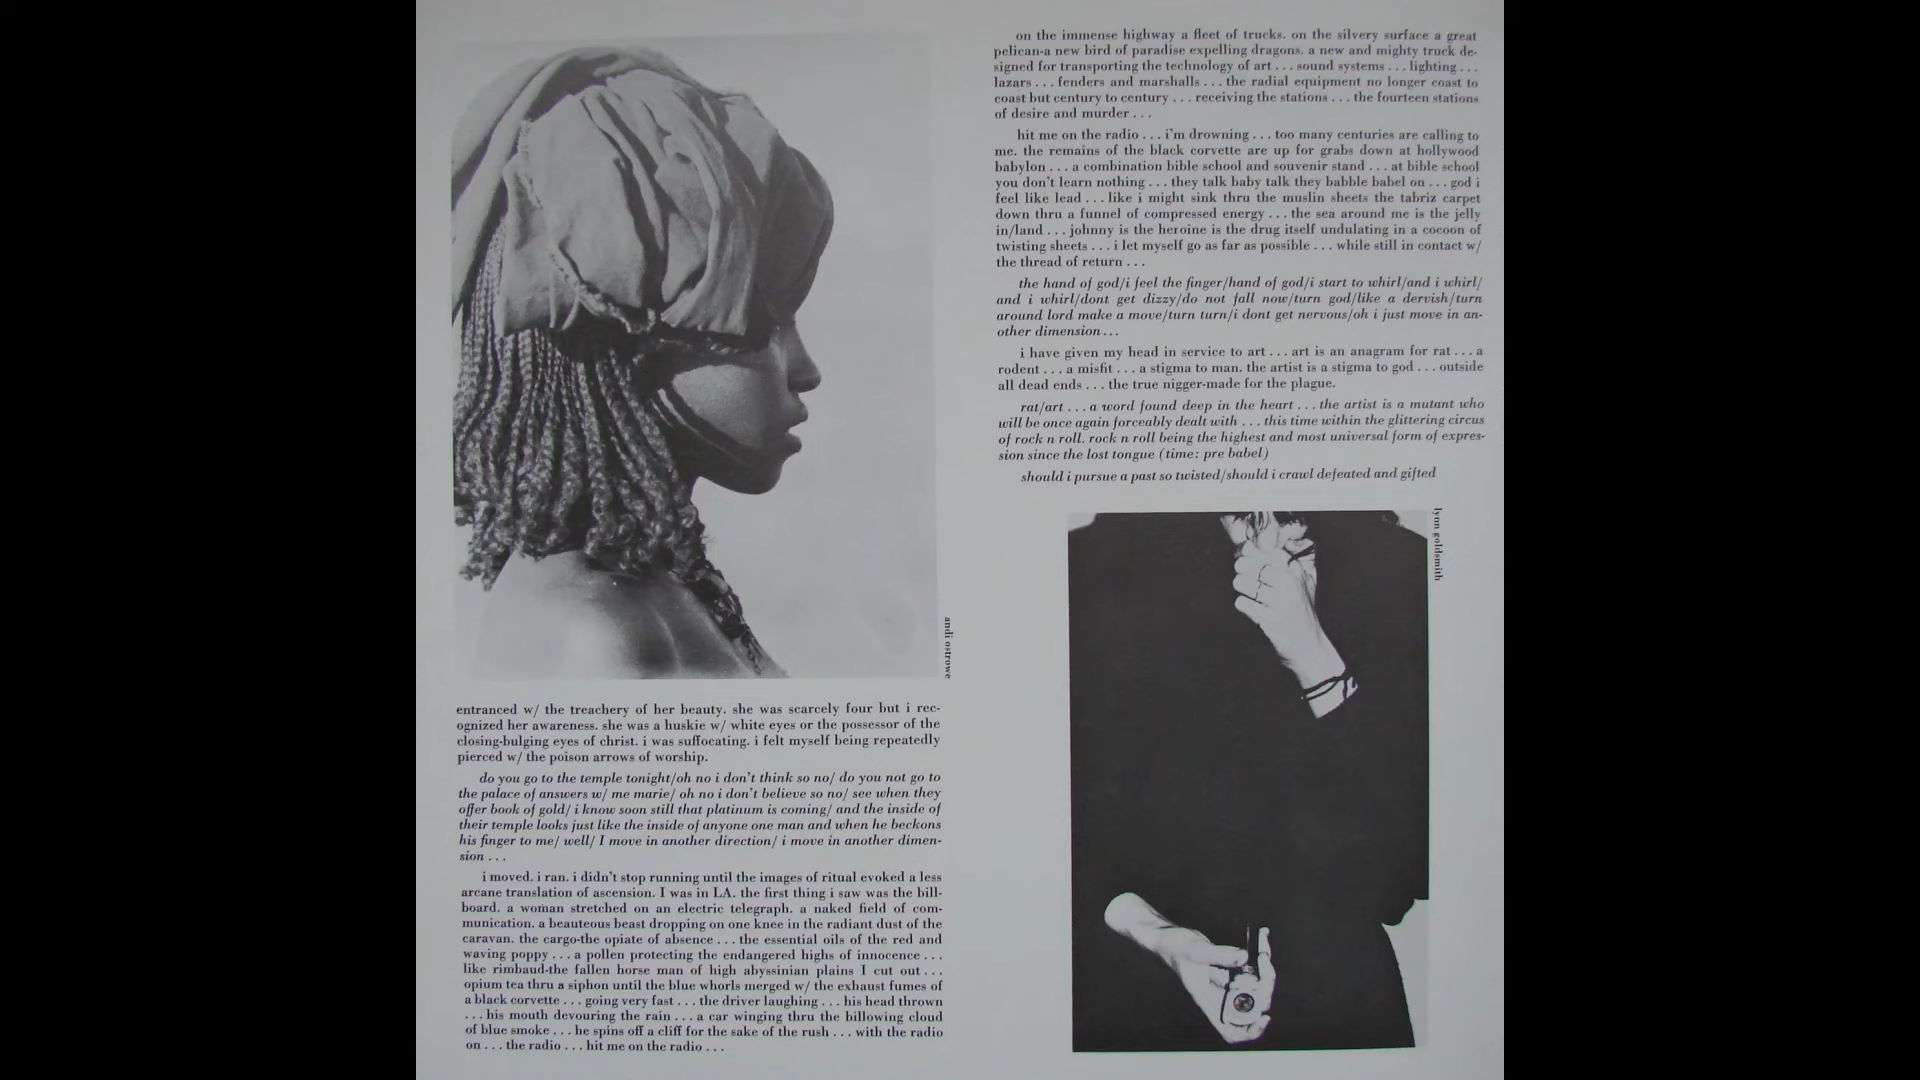 andi ostrowe
entranced w/ the treachery of her beauty. she was scarcely four but i rec-
ognized her awareness. she was a huskie w/ white eyes or the possessor of the
closing-bulging eyes of christ. i was suffocating. i felt myself being repeatedly
pierced w/ the poison arrows of worship.
do you go to the temple tonight/oh no i don't think so no/ do you not go to
the palace of answers w/ me marie/ oh no i don't believe so no/ see when they
offer book of gold/ i know soon still that platinum is coming/ and the inside of
their temple looks just like the inside of anyone one man and when he beckons
his finger to me/ well/ I move in another direction/ i move in another dimen-
sion . . .
i moved. i ran. i didn't stop running until the images of ritual evoked a less
arcane translation of ascension. I was in LA. the first thing i saw was the bill-
board. a woman stretched on an electric telegraph. a naked field of com-
munication. a beauteous beast dropping on one knee in the radiant dust of the
caravan. the cargo-the opiate of absence . . . the essential oils of the red and
waving poppy . . . a pollen protecting the endangered highs of innocence . . .
like rimbaud-the fallen horse man of high abyssinian plains I cut out . . .
opium tea thru a siphon until the blue whorls merged w/ the exhaust fumes of
a black corvette . . . going very fast . . . the driver laughing . . . his head thrown
. . . his mouth devouring the rain . . . a car winging thru the billowing cloud
of blue smoke . . . he spins off a cliff for the sake of the rush . . . with the radio
on . . . the radio . . . hit me on the radio . . .
on the immense highway a fleet of trucks. on the silvery surface a great
pelican-a new bird of paradise expelling dragons. a new and mighty truck de-
signed for transporting the technology of art . . . sound systems . . . lighting . . .
lazars . . . fenders and marshalls . . . the radial equipment no longer coast to
coast but century to century . . . receiving the stations . . . the fourteen stations
of desire and murder . . .
hit me on the radio . . . i'm drowning . . . too many centuries are calling to
me. the remains of the black corvette are up for grabs down at hollywood
babylon . . . a combination bible school and souvenir stand . . . at bible school
you don't learn nothing . . . they talk baby talk they babble babel on . . . god i
feel like lead . . . like i might sink thru the muslin sheets the tabriz carpet
down thru a funnel of compressed energy . . . the sea around me is the jelly
in/land . . . johnny is the heroine is the drug itself undulating in a cocoon of
twisting sheets . . . i let myself go as far as possible . . . while still in contact w/
the thread of return . . .
the hand of god/i feel the finger/hand of god/i start to whirl/and i whirl/
and i whirl/dont get dizzy/do not fall now/turn god/like a dervish/turn
around lord make a move/turn turn/i dont get nervous/oh i just move in an-
other dimension . . .
i have given my head in service to art . . . art is an anagram for rat . . . a
rodent . . . a misfit . . . a stigma to man. the artist is a stigma to god . . . outside
all dead ends . . . the true nigger-made for the plague.
rat/art . . . a word found deep in the heart . . . the artist is a mutant who
will be once again forceably dealt with . . . this time within the glittering circus
of rock n roll. rock n roll being the highest and most universal form of expres-
sion since the lost tongue (time: pre babel)
should i pursue a past so twisted/should i crawl defeated and gifted
lynn goldsmith